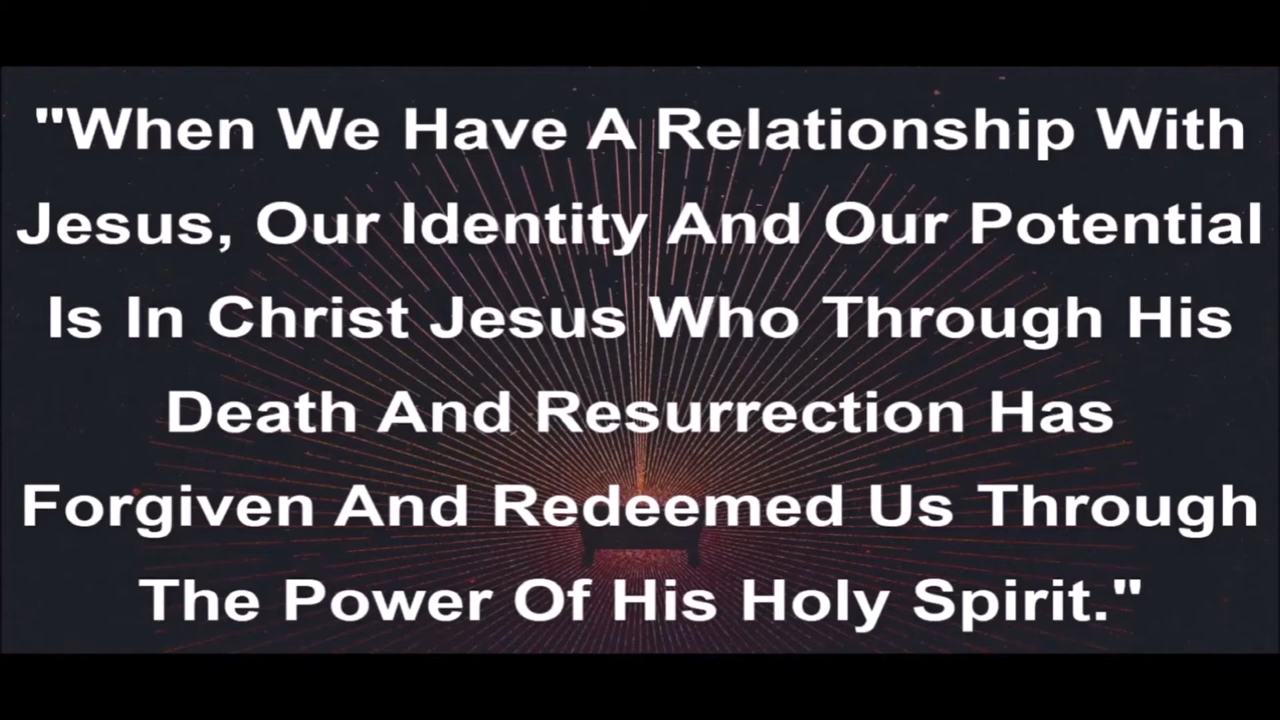 "When We Have A Relationship With
Jesus, Our Identity And Our Potential
Is In Christ Jesus Who Through His
Death And Resurrection Has
Forgiven And Redeemed Us Through
The Power Of His Holy Spirit."